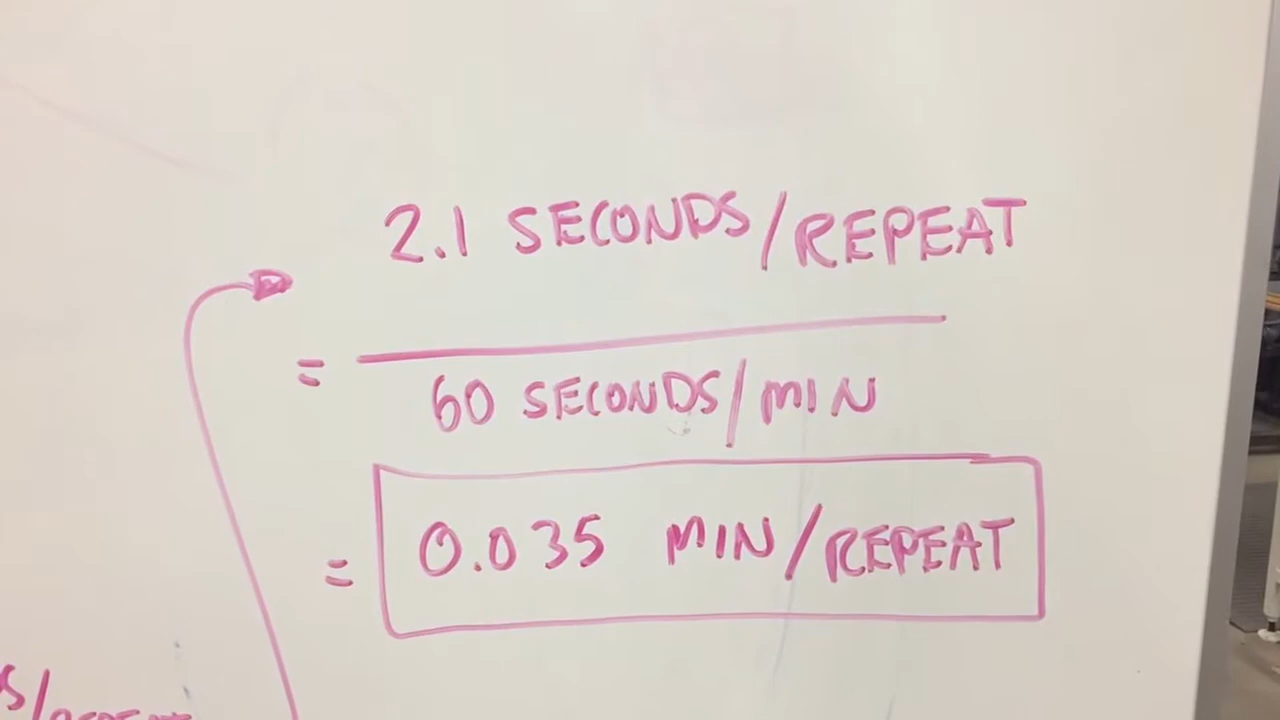 2.1 SECONDS/REPEAT
=
60 SECONDS/MIN
= 0.035 MIN/REPEAT
S/REPEAT